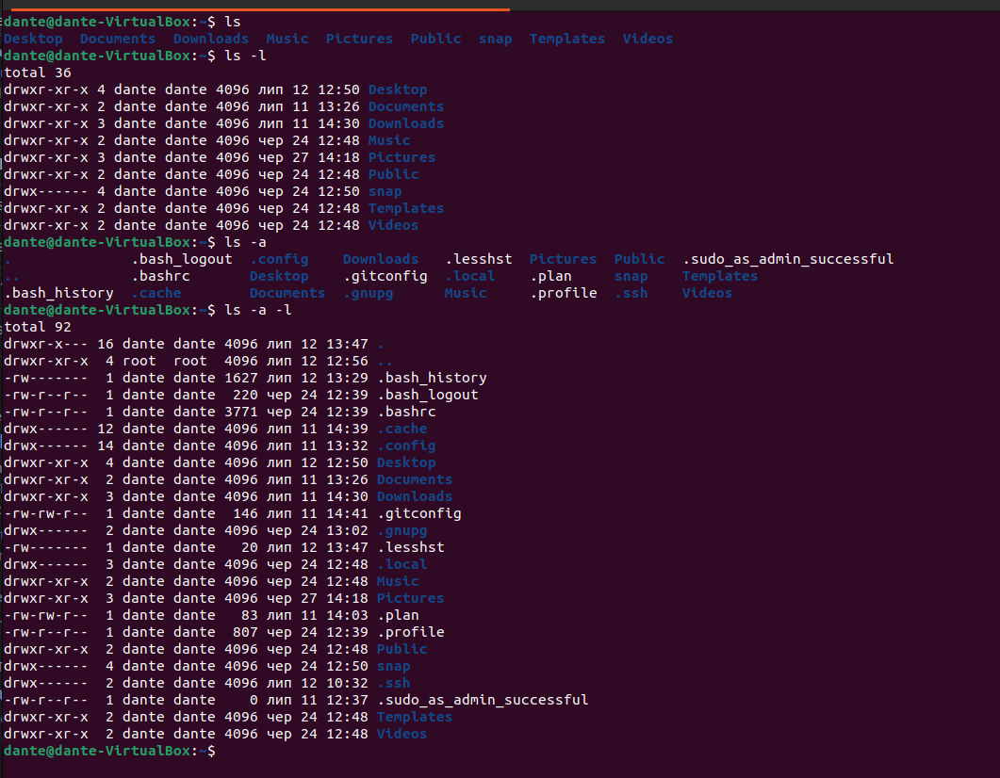 dante@dante-VirtualBox:~$ ls
Desktop  Documents  Downloads  Music  Pictures  Public  snap  Templates  Videos
dante@dante-VirtualBox:~$ ls -l
total 36
drwxr-xr-x 4 dante dante 4096 лип 12 12:50 Desktop
drwxr-xr-x 2 dante dante 4096 лип 11 13:26 Documents
drwxr-xr-x 3 dante dante 4096 лип 11 14:30 Downloads
drwxr-xr-x 2 dante dante 4096 чер 24 12:48 Music
drwxr-xr-x 3 dante dante 4096 чер 27 14:18 Pictures
drwxr-xr-x 2 dante dante 4096 чер 24 12:48 Public
drwx------ 4 dante dante 4096 чер 24 12:50 snap
drwxr-xr-x 2 dante dante 4096 чер 24 12:48 Templates
drwxr-xr-x 2 dante dante 4096 чер 24 12:48 Videos
dante@dante-VirtualBox:~$ ls -a
.              .bash_logout  .config    Downloads   .lesshst  Pictures  Public  .sudo_as_admin_successful
..             .bashrc       Desktop    .gitconfig  .local    .plan     snap    Templates
.bash_history  .cache        Documents  .gnupg      Music     .profile  .ssh    Videos
dante@dante-VirtualBox:~$ ls -a -l
total 92
drwxr-x--- 16 dante dante 4096 лип 12 13:47 .
drwxr-xr-x  4 root  root  4096 лип 12 12:56 ..
-rw-------  1 dante dante 1627 лип 12 13:29 .bash_history
-rw-r--r--  1 dante dante  220 чер 24 12:39 .bash_logout
-rw-r--r--  1 dante dante 3771 чер 24 12:39 .bashrc
drwx------ 12 dante dante 4096 лип 11 14:39 .cache
drwx------ 14 dante dante 4096 лип 11 13:32 .config
drwxr-xr-x  4 dante dante 4096 лип 12 12:50 Desktop
drwxr-xr-x  2 dante dante 4096 лип 11 13:26 Documents
drwxr-xr-x  3 dante dante 4096 лип 11 14:30 Downloads
-rw-rw-r--  1 dante dante  146 лип 11 14:41 .gitconfig
drwx------  2 dante dante 4096 чер 24 13:02 .gnupg
-rw-------  1 dante dante   20 лип 12 13:47 .lesshst
drwx------  3 dante dante 4096 чер 24 12:48 .local
drwxr-xr-x  2 dante dante 4096 чер 24 12:48 Music
drwxr-xr-x  3 dante dante 4096 чер 27 14:18 Pictures
-rw-rw-r--  1 dante dante   83 лип 11 14:03 .plan
-rw-r--r--  1 dante dante  807 чер 24 12:39 .profile
drwxr-xr-x  2 dante dante 4096 чер 24 12:48 Public
drwx------  4 dante dante 4096 чер 24 12:50 snap
drwx------  2 dante dante 4096 лип 12 10:32 .ssh
-rw-r--r--  1 dante dante    0 лип 11 12:37 .sudo_as_admin_successful
drwxr-xr-x  2 dante dante 4096 чер 24 12:48 Templates
drwxr-xr-x  2 dante dante 4096 чер 24 12:48 Videos
dante@dante-VirtualBox:~$